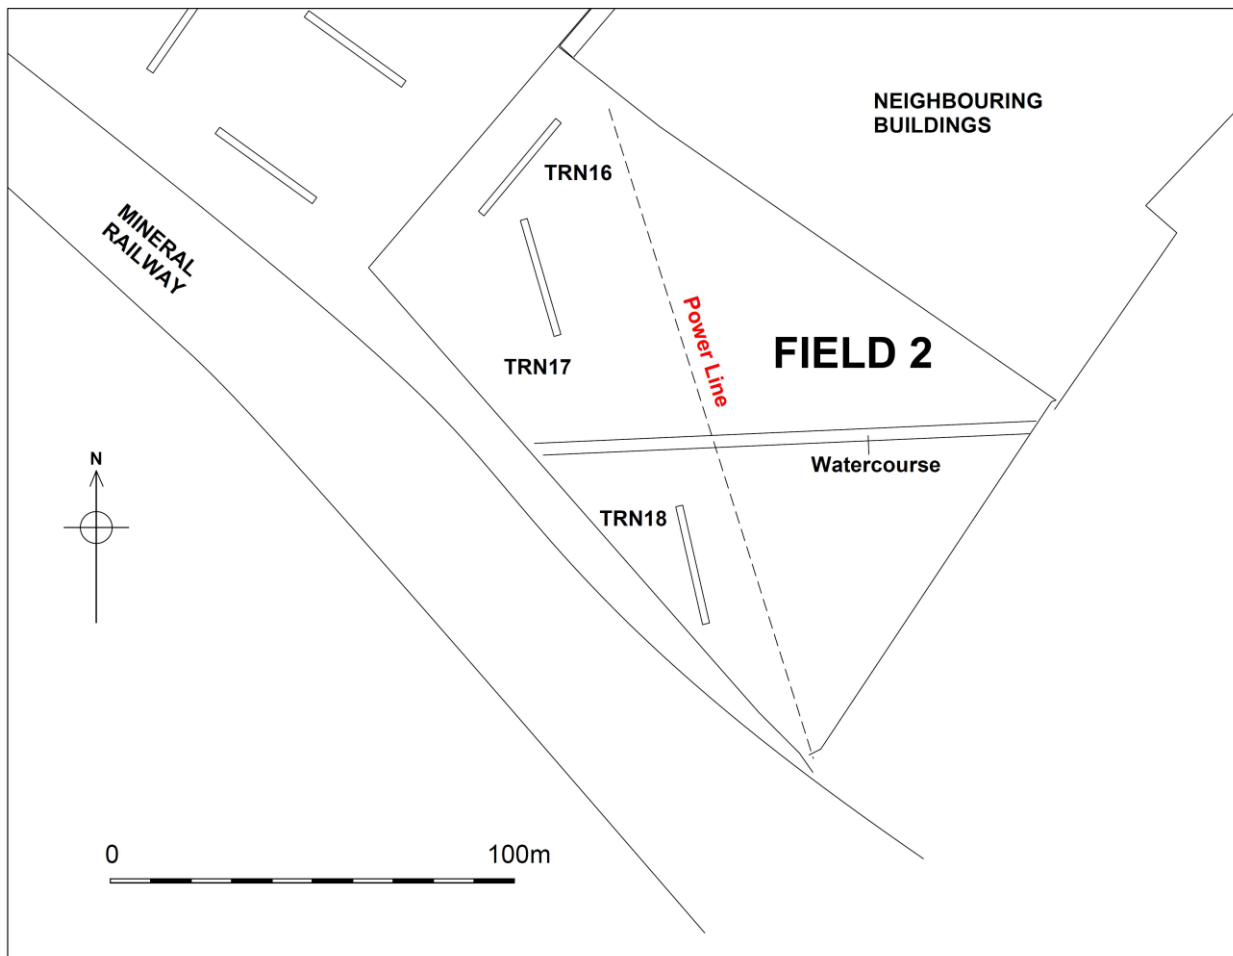 NEIGHBOURING
BUILDINGS
TRN16
MINERAL
RAILWAY
Power Line
FIELD 2
TRN17
N
Watercourse
TRN18
0
100m